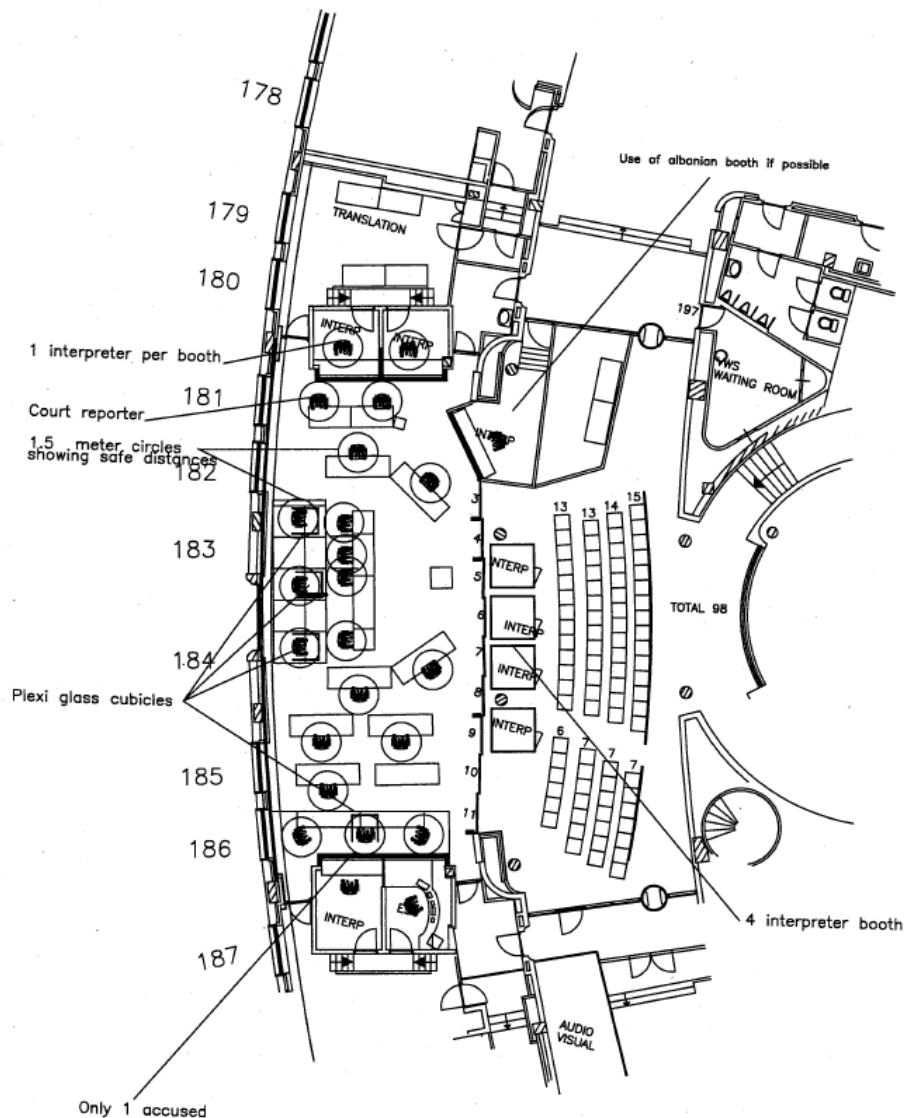 178
Use of albanian booth if possible
179
TRANSLATION
180
197
INTERP
INTERP
1 interpreter per booth
VWS
WAITING ROOM
181
Court reporter
1.5 meter circles
showing safe distances
182
INTERP
3
13
13
14
15
183
4
INTERP
5
TOTAL 98
6
INTERP
184
7
INTERP
Plexi glass cubicles
8
INTERP
9
6
7
7
7
185
10
11
186
4 interpreter booth
INTERP
187
AUDIO
VISUAL
Only 1 accused